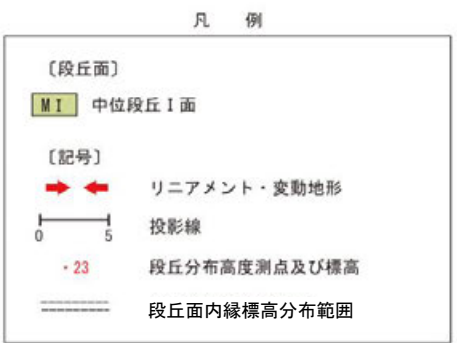 凡 例
〔段丘面〕
MⅠ 中位段丘Ⅰ面
〔記号〕
リニアメント・変動地形
0 5 投影線
・23 段丘分布高度測点及び標高
段丘面内縁標高分布範囲